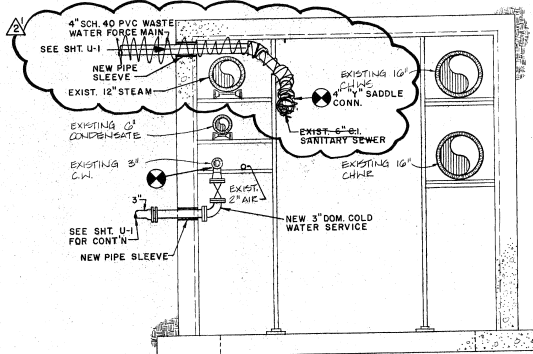 2
4" SCH. 40 PVC WASTE
WATER FORCE MAIN
SEE SHT. U-1
NEW PIPE
SLEEVE
EXIST. 12" STEAM
EXISTING 16"
CHWS
4" "Y" SADDLE
CONN.
EXIST. 6" C.I.
SANITARY SEWER
EXISTING 6"
CONDENSATE
EXISTING 3"
C.W.
EXIST.
2" AIR
EXISTING 16"
CHWR
3"
SEE SHT. U-1
FOR CONT'N
NEW PIPE SLEEVE
NEW 3" DOM. COLD
WATER SERVICE